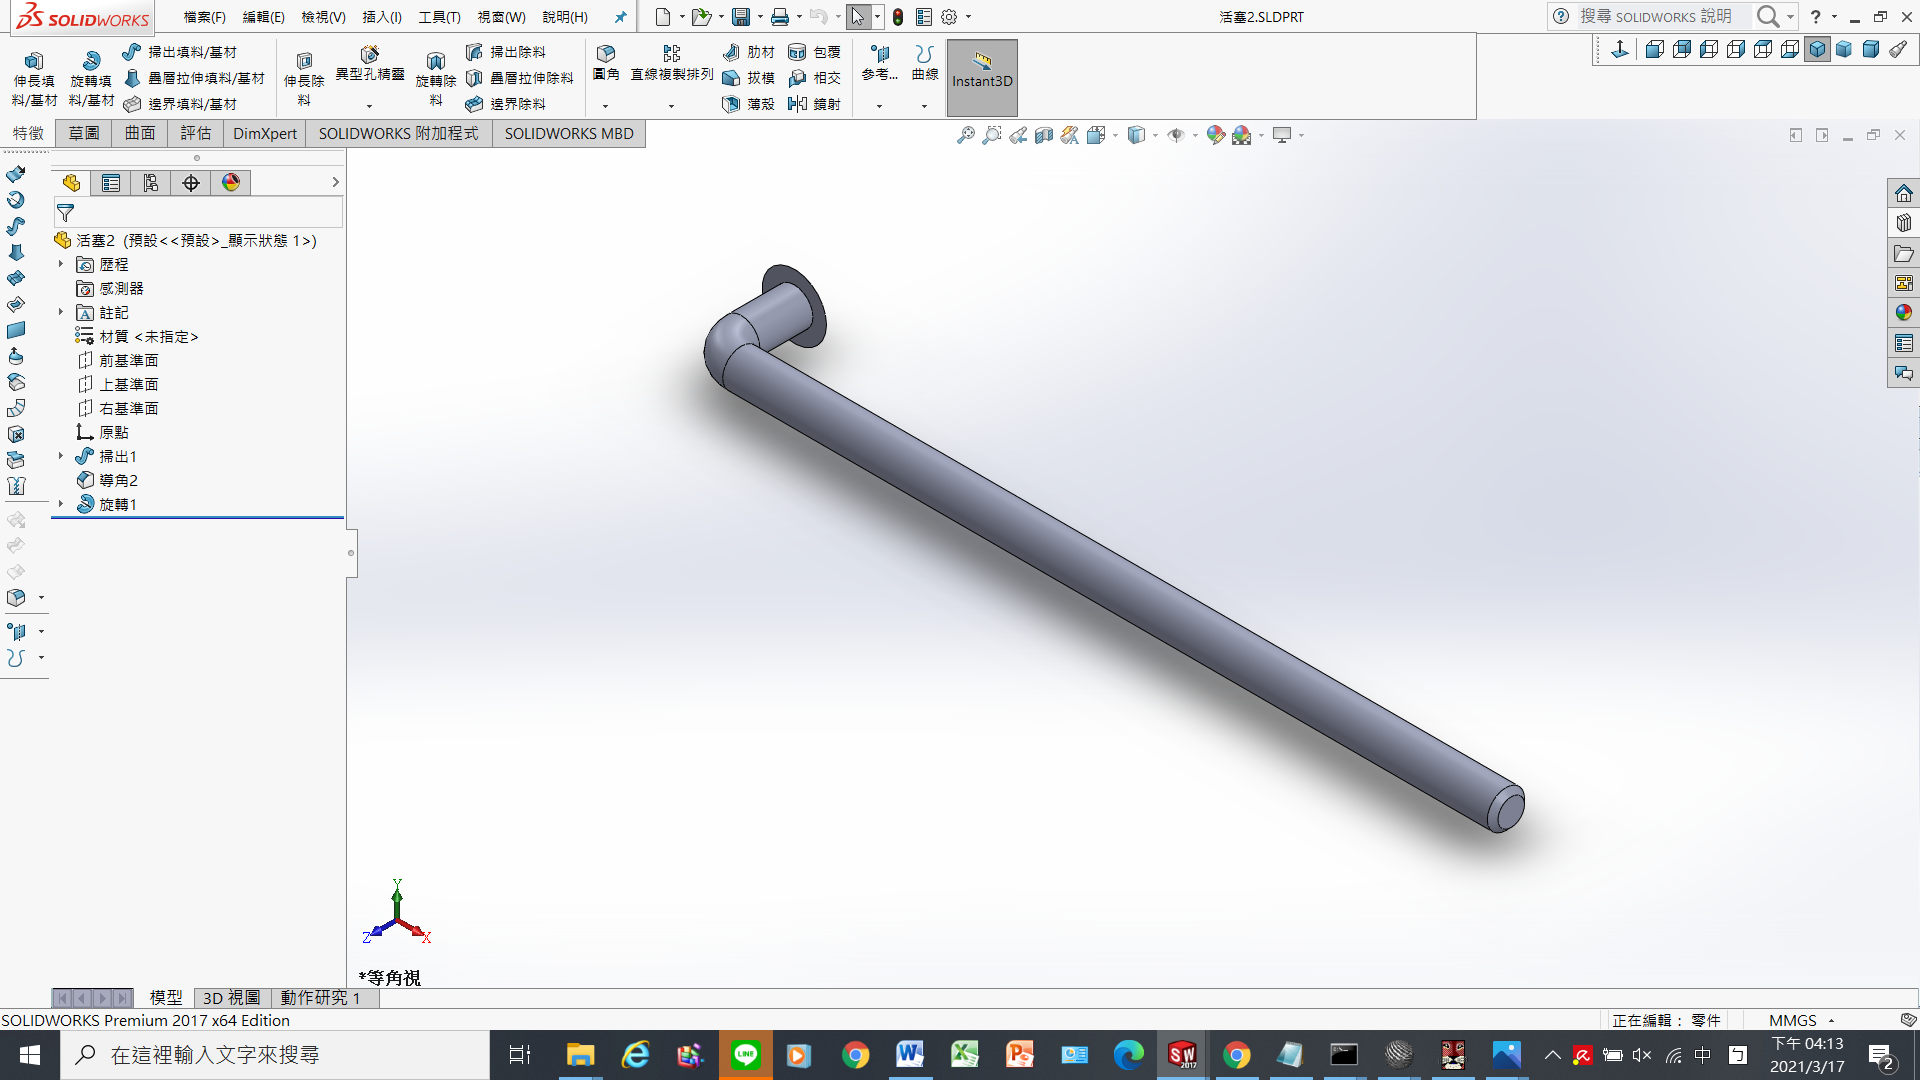 SOLIDWORKS
檔案(F) 編輯(E) 檢視(V) 插入(I) 工具(T) 視窗(W) 說明(H)
活塞2.SLDPRT
搜尋 SOLIDWORKS 說明
伸長填料/基材
旋轉填料/基材
掃出填料/基材
疊層拉伸填料/基材
邊界填料/基材
伸長除料
異型孔精靈
旋轉除料
掃出除料
疊層拉伸除料
邊界除料
圓角
直線複製排列
肋材
拔模
薄殼
包覆
相交
鏡射
參考...
曲線
Instant3D
特徵 草圖 曲面 評估 DimXpert SOLIDWORKS 附加程式 SOLIDWORKS MBD
活塞2 (預設<<預設>_顯示狀態 1>)
歷程
感測器
註記
材質 <未指定>
前基準面
上基準面
右基準面
原點
掃出1
導角2
旋轉1
Y
Z
X
*等角視
模型 3D 視圖 動作研究 1
SOLIDWORKS Premium 2017 x64 Edition
正在編輯： 零件
MMGS
在這裡輸入文字來搜尋
LINE
SW
2017
中
下午 04:13
2021/3/17
2